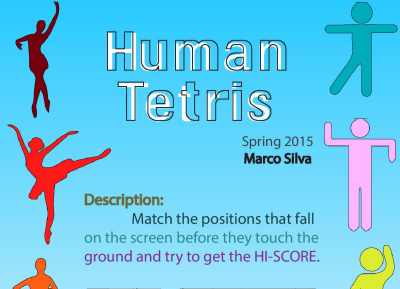 Human
Tetris
Spring 2015
Marco Silva
Description:
Match the positions that fall
on the screen before they touch the
ground and try to get the HI-SCORE.